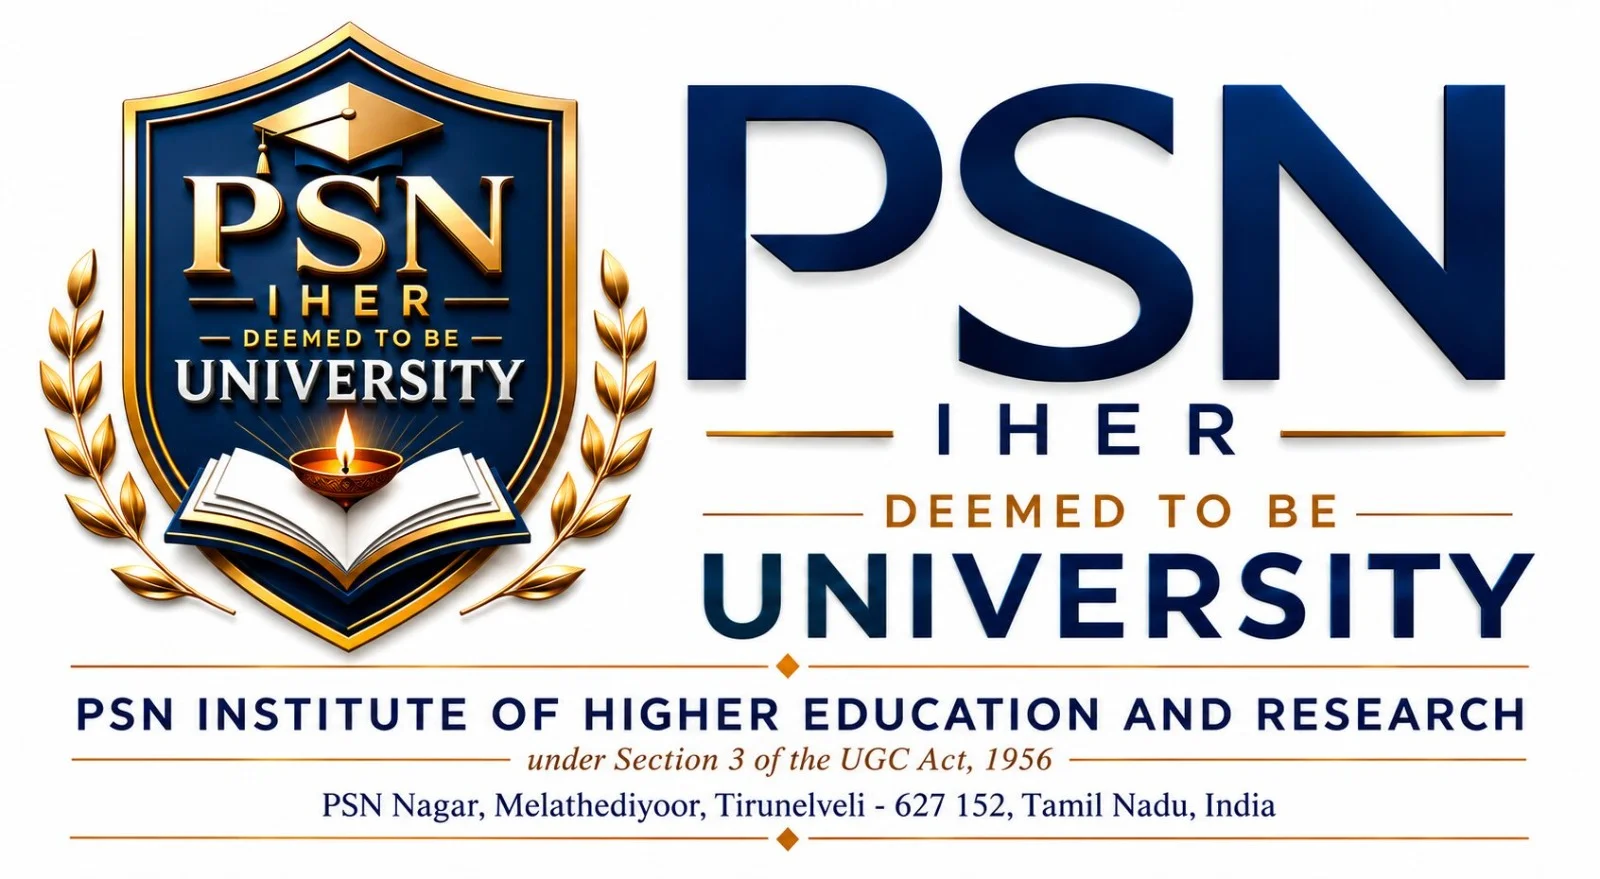 PSN
IHER
DEEMED TO BE
UNIVERSITY
PSN
IHER
DEEMED TO BE
UNIVERSITY
PSN INSTITUTE OF HIGHER EDUCATION AND RESEARCH
under Section 3 of the UGC Act, 1956
PSN Nagar, Melathediyoor, Tirunelveli - 627 152, Tamil Nadu, India